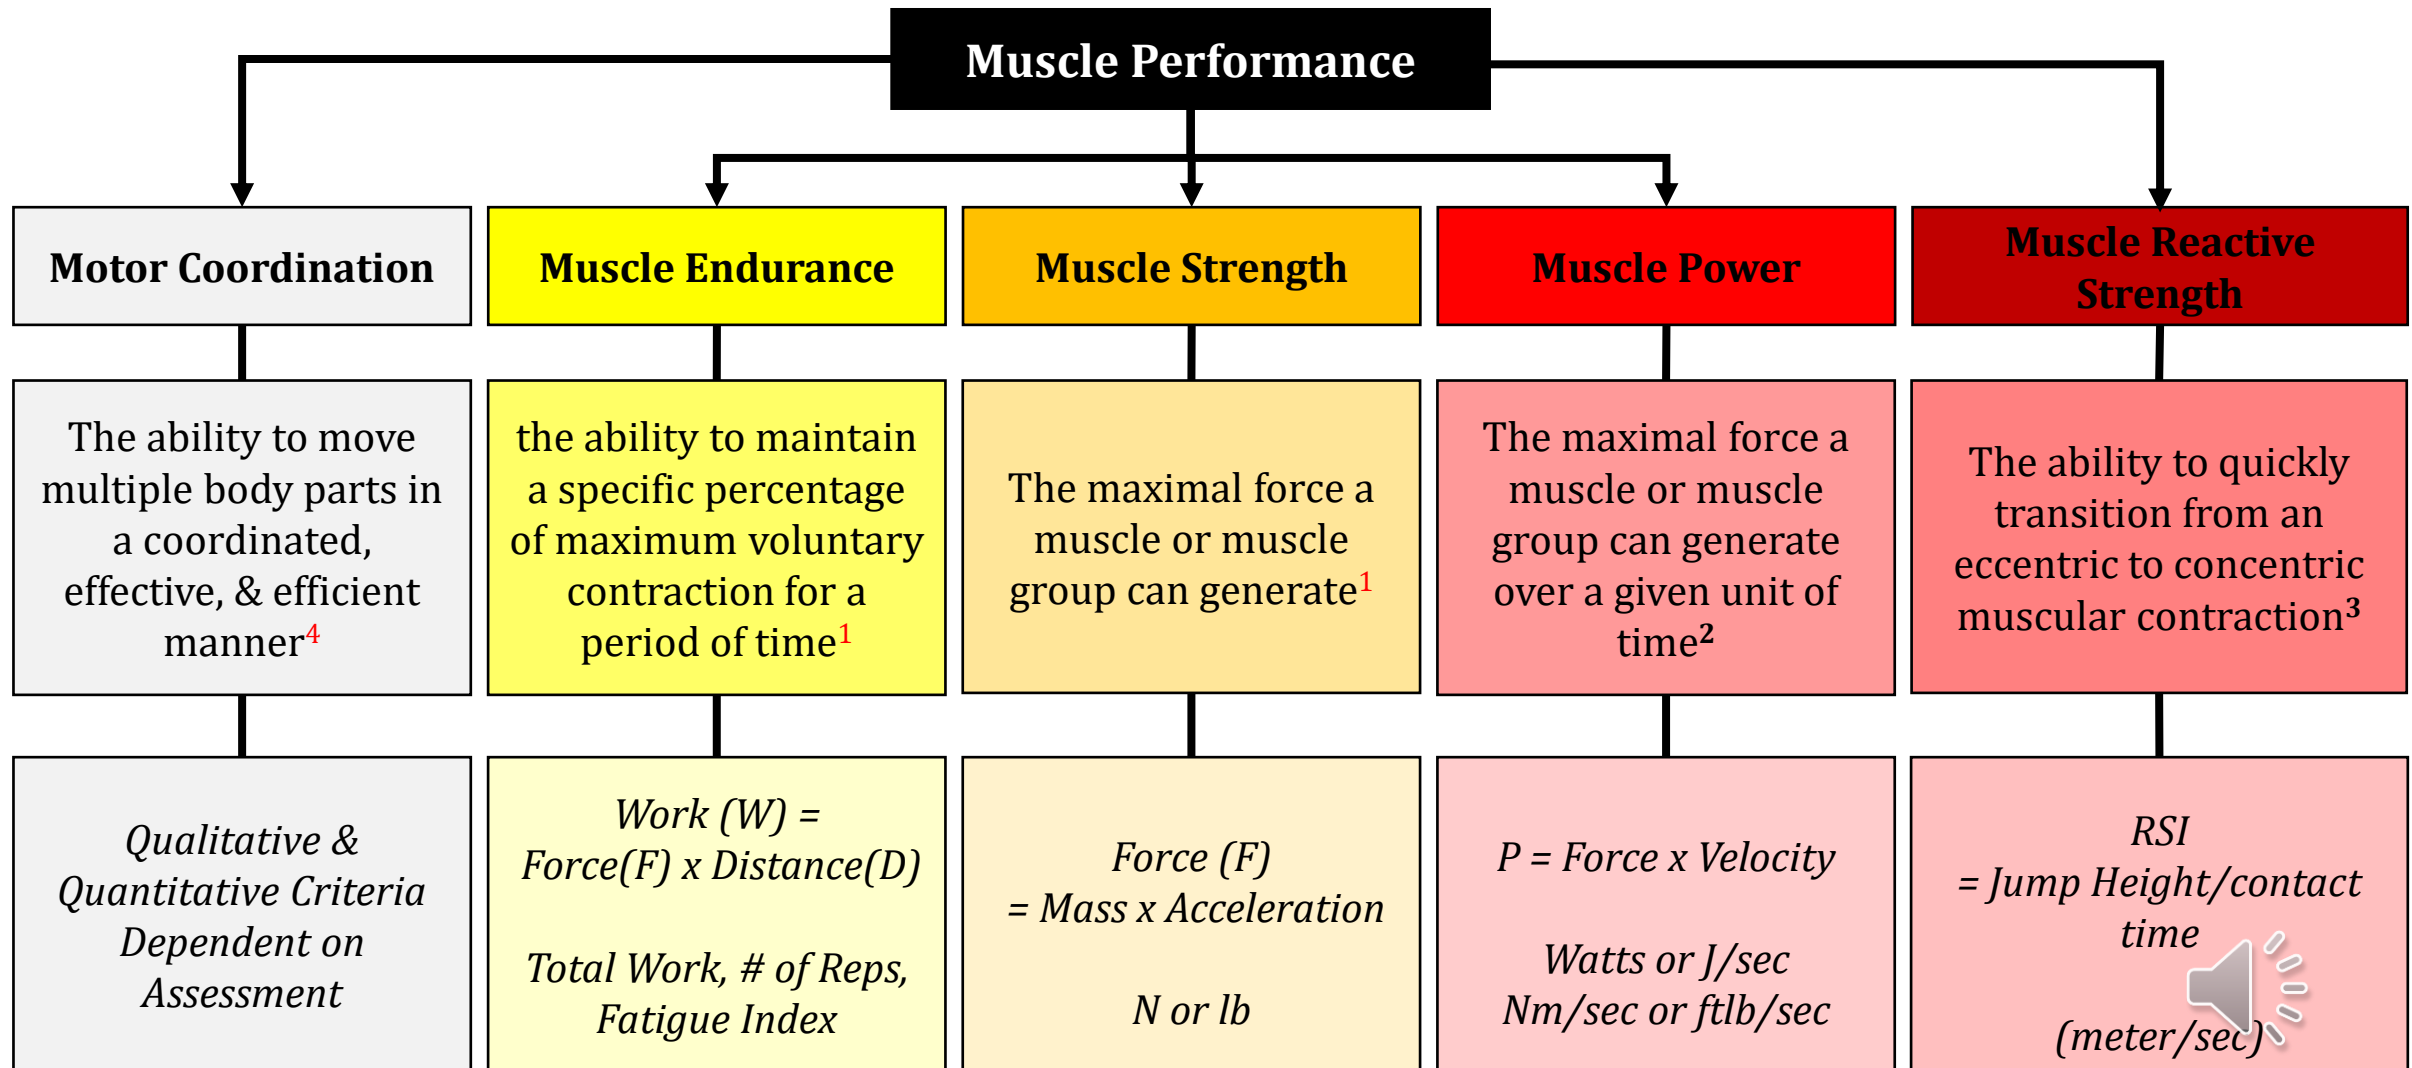 Muscle Performance
Motor Coordination
Muscle Endurance
Muscle Strength
Muscle Power
Muscle Reactive
Strength
The ability to move
multiple body parts in
a coordinated,
effective, & efficient
manner⁴
the ability to maintain
a specific percentage
of maximum voluntary
contraction for a
period of time¹
The maximal force a
muscle or muscle
group can generate¹
The maximal force a
muscle or muscle
group can generate
over a given unit of
time²
The ability to quickly
transition from an
eccentric to concentric
muscular contraction³
Qualitative &
Quantitative Criteria
Dependent on
Assessment
Work (W) =
Force(F) x Distance(D)
Total Work, # of Reps,
Fatigue Index
Force (F)
= Mass x Acceleration
N or lb
P = Force x Velocity
Watts or J/sec
Nm/sec or ftlb/sec
RSI
= Jump Height/contact
time
(meter/sec)